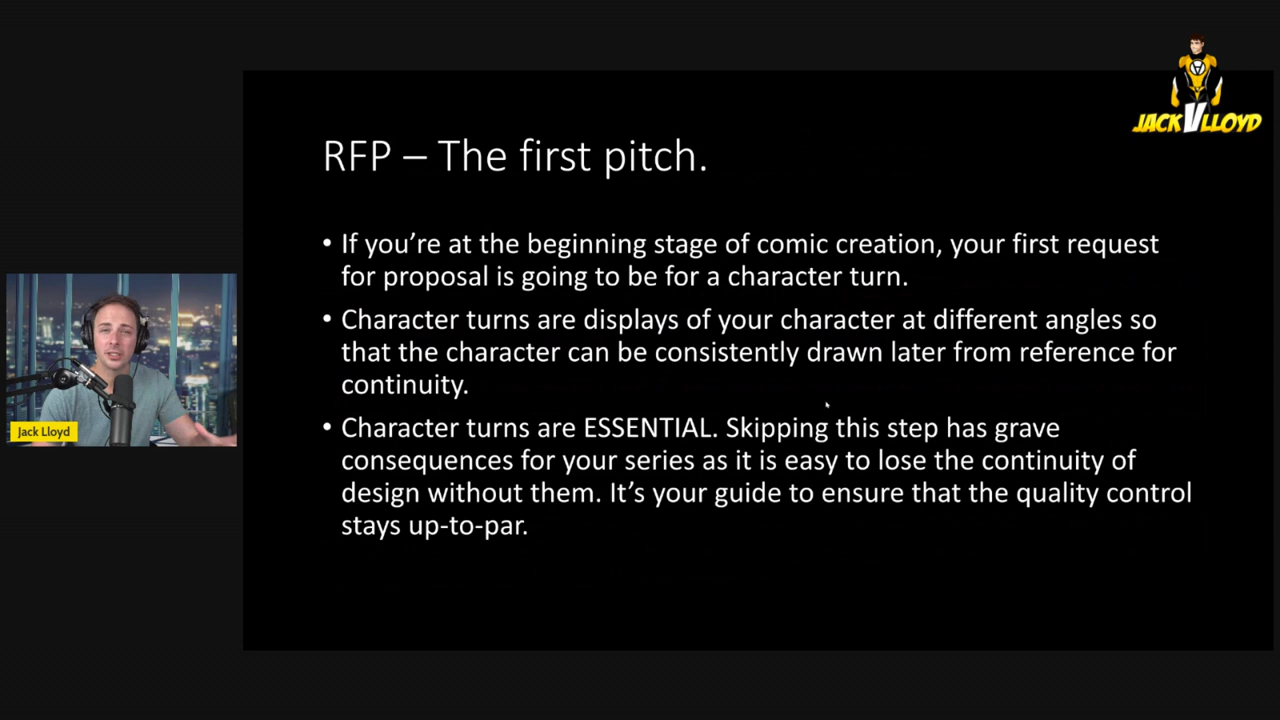 JACK V LLOYD
RFP – The first pitch.
• If you’re at the beginning stage of comic creation, your first request
for proposal is going to be for a character turn.
• Character turns are displays of your character at different angles so
that the character can be consistently drawn later from reference for
continuity.
• Character turns are ESSENTIAL. Skipping this step has grave
consequences for your series as it is easy to lose the continuity of
design without them. It’s your guide to ensure that the quality control
stays up-to-par.
Jack Lloyd